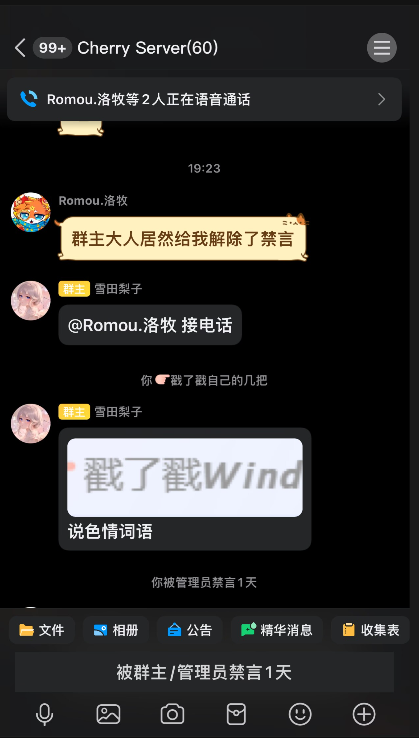 99+ Cherry Server(60)
Romou.洛牧等2人正在语音通话
19:23
Romou.洛牧
群主大人居然给我解除了禁言
群主 雪田梨子
@Romou.洛牧 接电话
你👉戳了戳自己的几把
群主 雪田梨子
戳了戳Wind
说色情词语
你被管理员禁言1天
文件 相册 公告 精华消息 收集表
被群主/管理员禁言1天